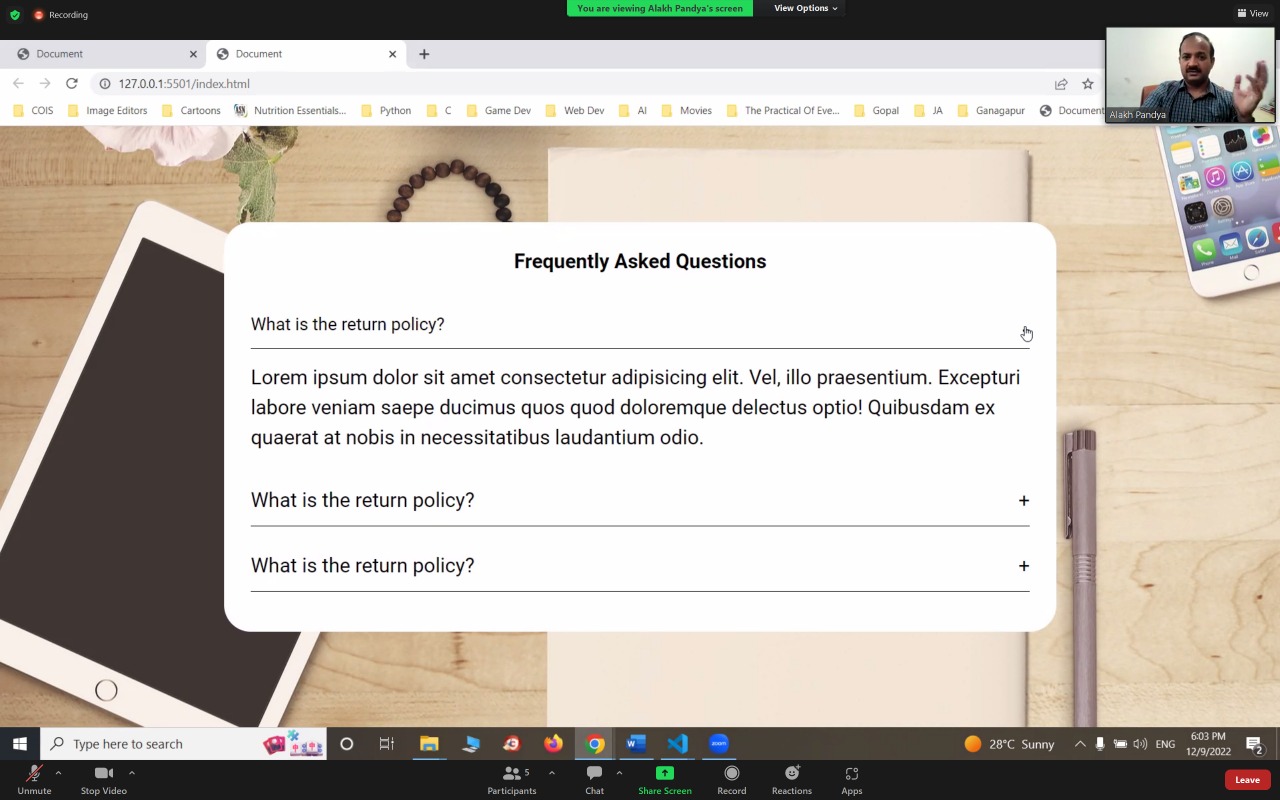 Recording
You are viewing Alakh Pandya's screen
View Options
View
Document
Document
127.0.0.1:5501/index.html
COIS
Image Editors
Cartoons
Nutrition Essentials...
Python
C
Game Dev
Web Dev
AI
Movies
The Practical Of Eve...
Gopal
JA
Ganagapur
Document
Alakh Pandya
Frequently Asked Questions
What is the return policy?
Lorem ipsum dolor sit amet consectetur adipisicing elit. Vel, illo praesentium. Excepturi
labore veniam saepe ducimus quos quod doloremque delectus optio! Quibusdam ex
quaerat at nobis in necessitatibus laudantium odio.
What is the return policy? +
What is the return policy? +
Type here to search
zoom
28°C Sunny
ENG
6:03 PM
12/9/2022
2
Unmute
Stop Video
Participants
5
Chat
Share Screen
Record
Reactions
Apps
Leave